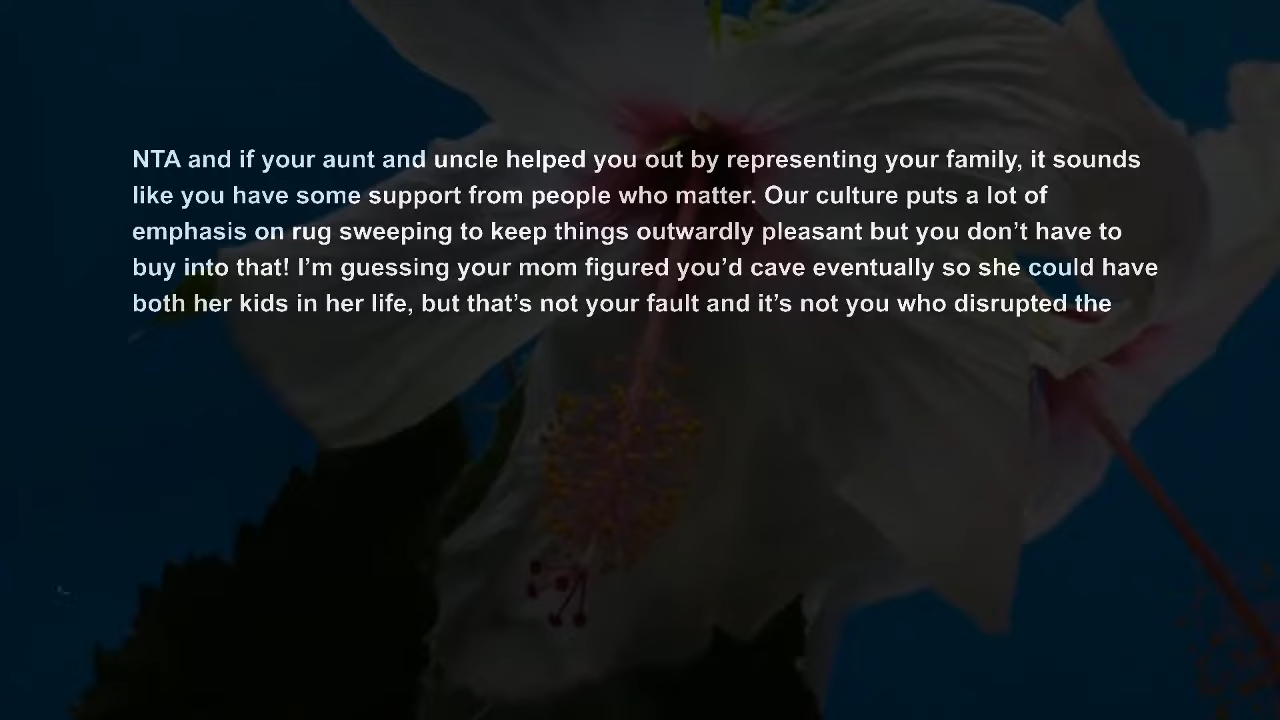 NTA and if your aunt and uncle helped you out by representing your family, it sounds
like you have some support from people who matter. Our culture puts a lot of
emphasis on rug sweeping to keep things outwardly pleasant but you don’t have to
buy into that! I’m guessing your mom figured you’d cave eventually so she could have
both her kids in her life, but that’s not your fault and it’s not you who disrupted the